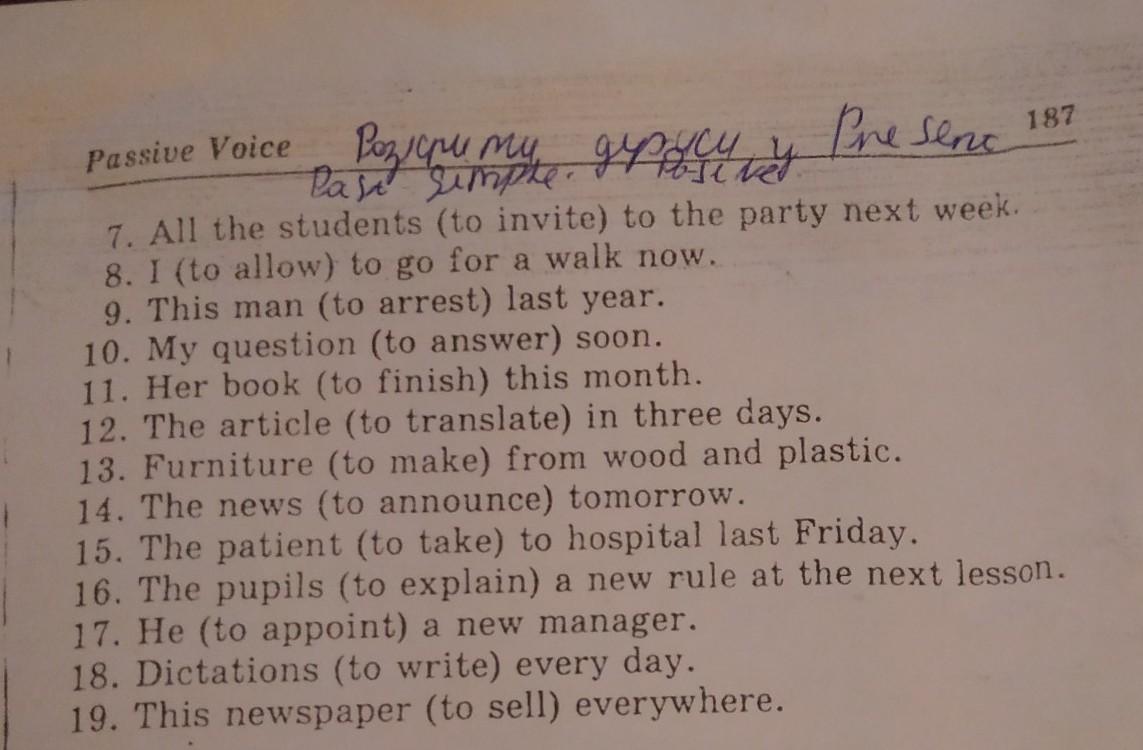 Passive Voice Розкрити дужки у Present 187
Past Simple.
7. All the students (to invite) to the party next week.
8. I (to allow) to go for a walk now.
9. This man (to arrest) last year.
10. My question (to answer) soon.
11. Her book (to finish) this month.
12. The article (to translate) in three days.
13. Furniture (to make) from wood and plastic.
14. The news (to announce) tomorrow.
15. The patient (to take) to hospital last Friday.
16. The pupils (to explain) a new rule at the next lesson.
17. He (to appoint) a new manager.
18. Dictations (to write) every day.
19. This newspaper (to sell) everywhere.